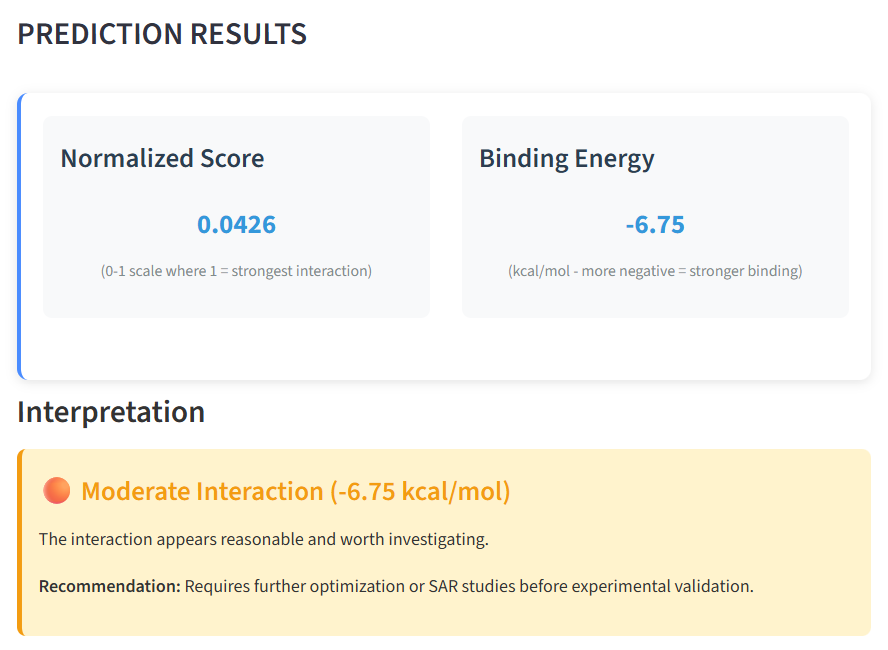 PREDICTION RESULTS
Normalized Score
0.0426
(0-1 scale where 1 = strongest interaction)
Binding Energy
-6.75
(kcal/mol - more negative = stronger binding)
Interpretation
Moderate Interaction (-6.75 kcal/mol)
The interaction appears reasonable and worth investigating.
Recommendation: Requires further optimization or SAR studies before experimental validation.